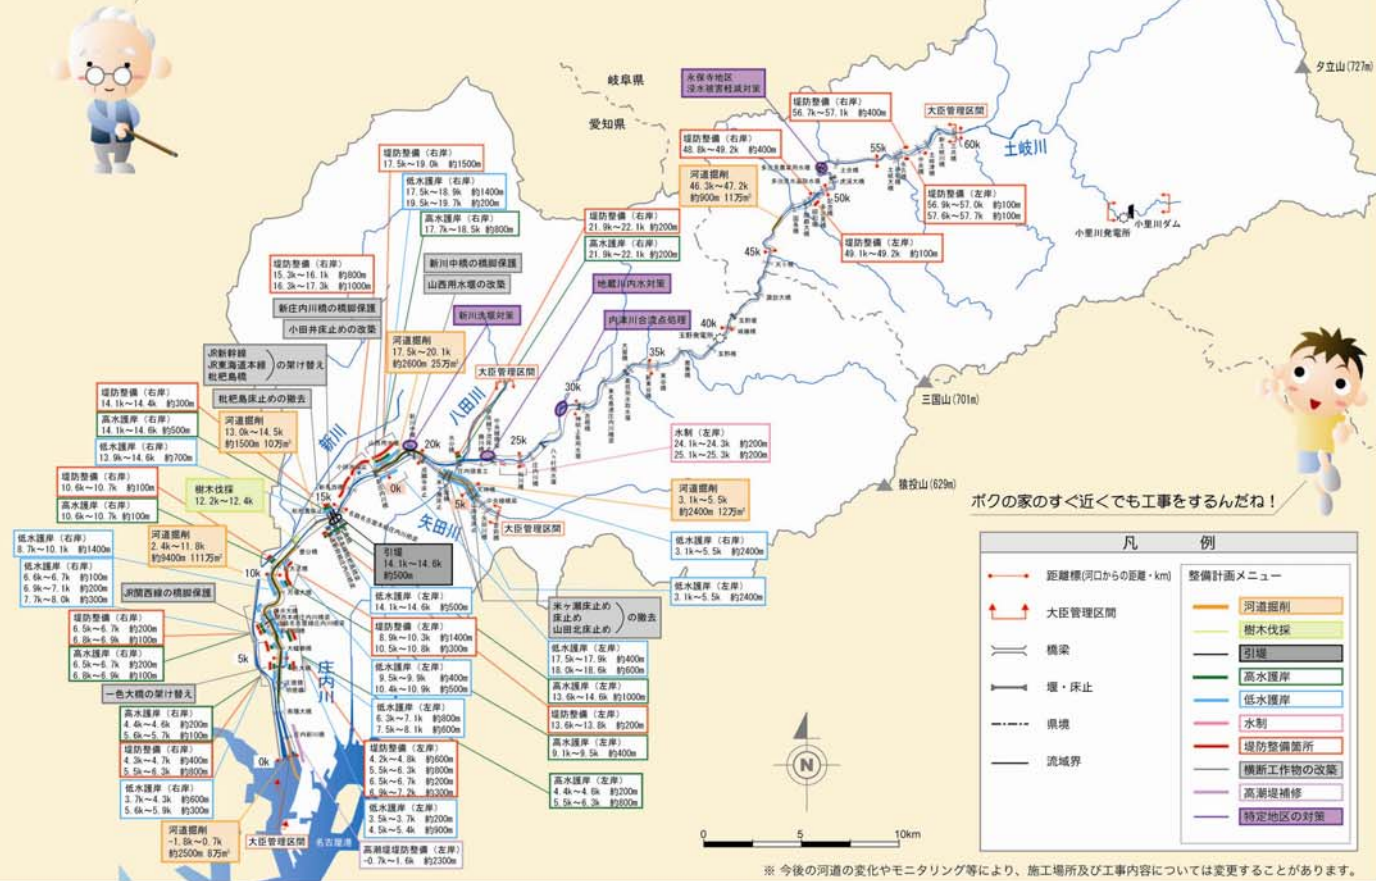 岐阜県
愛知県
夕立山(727m)
永保寺地区
浸水被害軽減対策
堤防整備(右岸)
56.7k～57.1k 約400m
大臣管理区間
60k
土岐川
堤防整備(右岸)
48.8k～49.2k 約400m
55k
河道掘削
46.3k～47.2k
約900m 11万㎥
50k
堤防整備(左岸)
56.9k～57.0k 約100m
57.6k～57.7k 約100m
小里川発電所
小里川ダム
堤防整備(左岸)
49.1k～49.2k 約100m
45k
堤防整備(右岸)
17.5k～19.0k 約1500m
低水護岸(右岸)
17.5k～18.9k 約1400m
19.5k～19.7k 約200m
高水護岸(右岸)
17.7k～18.5k 約800m
堤防整備(右岸)
21.9k～22.1k 約200m
高水護岸(右岸)
21.9k～22.1k 約200m
堤防整備(右岸)
15.3k～16.1k 約800m
16.3k～17.3k 約1000m
新川中橋の橋脚保護
山西用水堰の改築
地蔵川内水対策
新庄内川橋の橋脚保護
小田井床止めの改築
新川洗堰対策
内津川合流点処理
40k
玉野発電所
35k
河道掘削
17.5k～20.1k
約2600m 25万㎥
大臣管理区間
JR新幹線
JR東海道本線
枇杷島橋
の架け替え
枇杷島床止めの撤去
30k
三国山(701m)
堤防整備(右岸)
14.1k～14.4k 約300m
高水護岸(右岸)
14.1k～14.6k 約500m
低水護岸(右岸)
13.9k～14.6k 約700m
河道掘削
13.0k～14.5k
約1500m 10万㎥
新川
八田川
20k
25k
水制(左岸)
24.1k～24.3k 約200m
25.1k～25.3k 約200m
堤防整備(右岸)
10.6k～10.7k 約100m
高水護岸(右岸)
10.6k～10.7k 約100m
樹木伐採
12.2k～12.4k
15k
0k
5k
矢田川
大臣管理区間
河道掘削
3.1k～5.5k
約2400m 12万㎥
猿投山(629m)
ボクの家のすぐ近くでも工事をするんだね!
低水護岸(右岸)
8.7k～10.1k 約1400m
河道掘削
2.4k～11.8k
約9400m 111万㎥
引堤
14.1k～14.6k
約500m
低水護岸(右岸)
3.1k～5.5k 約2400m
低水護岸(右岸)
6.6k～6.7k 約100m
6.9k～7.1k 約200m
7.7k～8.0k 約300m
10k
JR関西線の橋脚保護
低水護岸(左岸)
14.1k～14.6k 約500m
低水護岸(左岸)
3.1k～5.5k 約2400m
米ヶ瀬床止め
床止め
山田北床止め
の撤去
堤防整備(右岸)
6.5k～6.7k 約200m
6.8k～6.9k 約100m
堤防整備(左岸)
8.9k～10.3k 約1400m
10.5k～10.8k 約300m
低水護岸(左岸)
17.5k～17.9k 約400m
18.0k～18.6k 約600m
高水護岸(右岸)
6.5k～6.7k 約200m
6.8k～6.9k 約100m
5k
庄内川
低水護岸(左岸)
9.5k～9.9k 約400m
10.4k～10.9k 約500m
高水護岸(左岸)
13.6k～14.6k 約1000m
一色大橋の架け替え
低水護岸(左岸)
6.3k～7.1k 約800m
7.5k～8.1k 約600m
堤防整備(左岸)
13.6k～13.8k 約200m
高水護岸(右岸)
4.4k～4.6k 約200m
5.6k～5.7k 約100m
高水護岸(左岸)
9.1k～9.5k 約400m
堤防整備(右岸)
4.3k～4.7k 約400m
5.5k～6.3k 約800m
0k
堤防整備(左岸)
4.2k～4.8k 約600m
5.5k～6.3k 約800m
6.5k～6.7k 約200m
6.9k～7.2k 約300m
高水護岸(左岸)
4.4k～4.6k 約200m
5.5k～6.3k 約800m
低水護岸(右岸)
3.7k～4.3k 約600m
5.6k～5.9k 約300m
低水護岸(左岸)
3.5k～3.7k 約200m
4.5k～5.4k 約900m
河道掘削
-1.8k～0.7k
約2500m 8万㎥
大臣管理区間
名古屋港
高潮堤堤防整備(左岸)
-0.7k～1.6k 約2300m
N
0 5 10km
凡 例
距離標(河口からの距離・km)
大臣管理区間
橋梁
堰・床止
県境
流域界
整備計画メニュー
河道掘削
樹木伐採
引堤
高水護岸
低水護岸
水制
堤防整備箇所
横断工作物の改築
高潮堤補修
特定地区の対策
※ 今後の河道の変化やモニタリング等により、施工場所及び工事内容については変更することがあります。